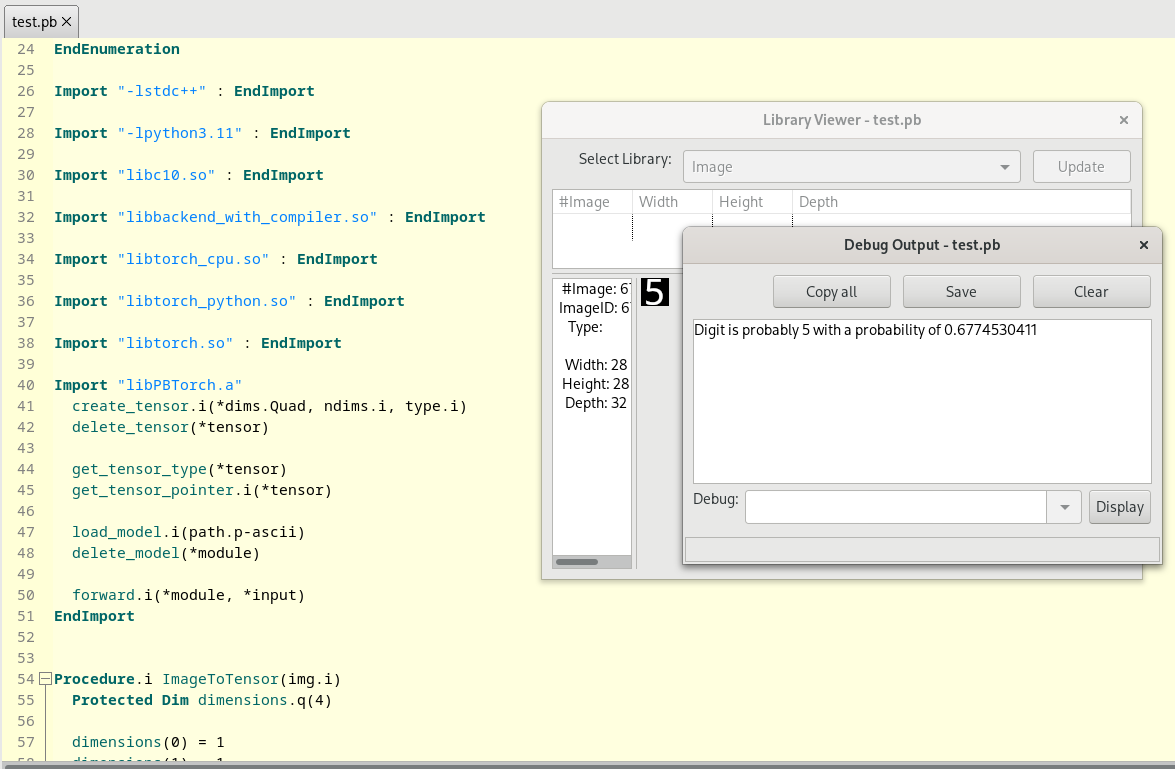 test.pb ×
24 EndEnumeration
25
26 Import "-lstdc++" : EndImport
27
28 Import "-lpython3.11" : EndImport
29
30 Import "libc10.so" : EndImport
31
32 Import "libbackend_with_compiler.so" : EndImport
33
34 Import "libtorch_cpu.so" : EndImport
35
36 Import "libtorch_python.so" : EndImport
37
38 Import "libtorch.so" : EndImport
39
40 Import "libPBTorch.a"
41 create_tensor.i(*dims.Quad, ndims.i, type.i)
42 delete_tensor(*tensor)
43
44 get_tensor_type(*tensor)
45 get_tensor_pointer.i(*tensor)
46
47 load_model.i(path.p-ascii)
48 delete_model(*module)
49
50 forward.i(*module, *input)
51 EndImport
52
53
54 Procedure.i ImageToTensor(img.i)
55 Protected Dim dimensions.q(4)
56
57 dimensions(0) = 1
Library Viewer - test.pb ×
Select Library: Image Update
#Image Width Height Depth
#Image: 6
ImageID: 6
Type:
Width: 28
Height: 28
Depth: 32
5
Debug Output - test.pb ×
Copy all Save Clear
Digit is probably 5 with a probability of 0.6774530411
Debug: Display